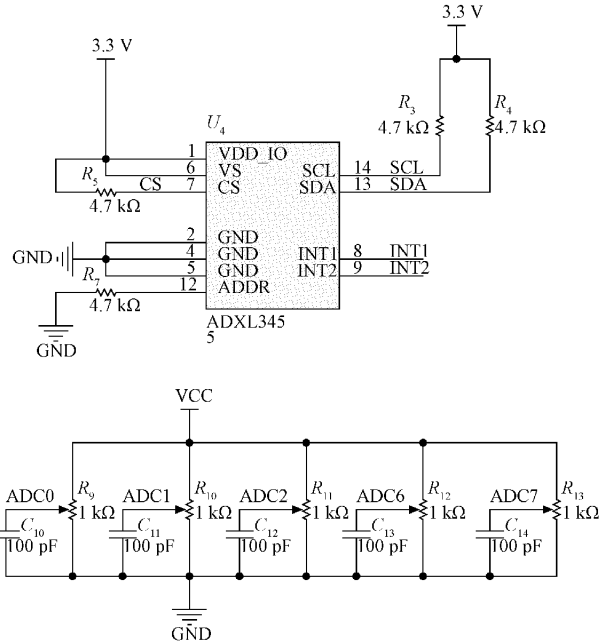 3.3 V
3.3 V
U4
R3
4.7 kΩ
R4
4.7 kΩ
1 VDD_IO
6 VS
7 CS
R5
4.7 kΩ
CS
SCL 14 SCL
SDA 13 SDA
2 GND
4 GND
5 GND
12 ADDR
GND
R7
4.7 kΩ
GND
INT1 8 INT1
INT2 9 INT2
ADXL345
5
VCC
ADC0
R9
1 kΩ
C10
100 pF
ADC1
R10
1 kΩ
C11
100 pF
ADC2
R11
1 kΩ
C12
100 pF
ADC6
R12
1 kΩ
C13
100 pF
ADC7
R13
1 kΩ
C14
100 pF
GND